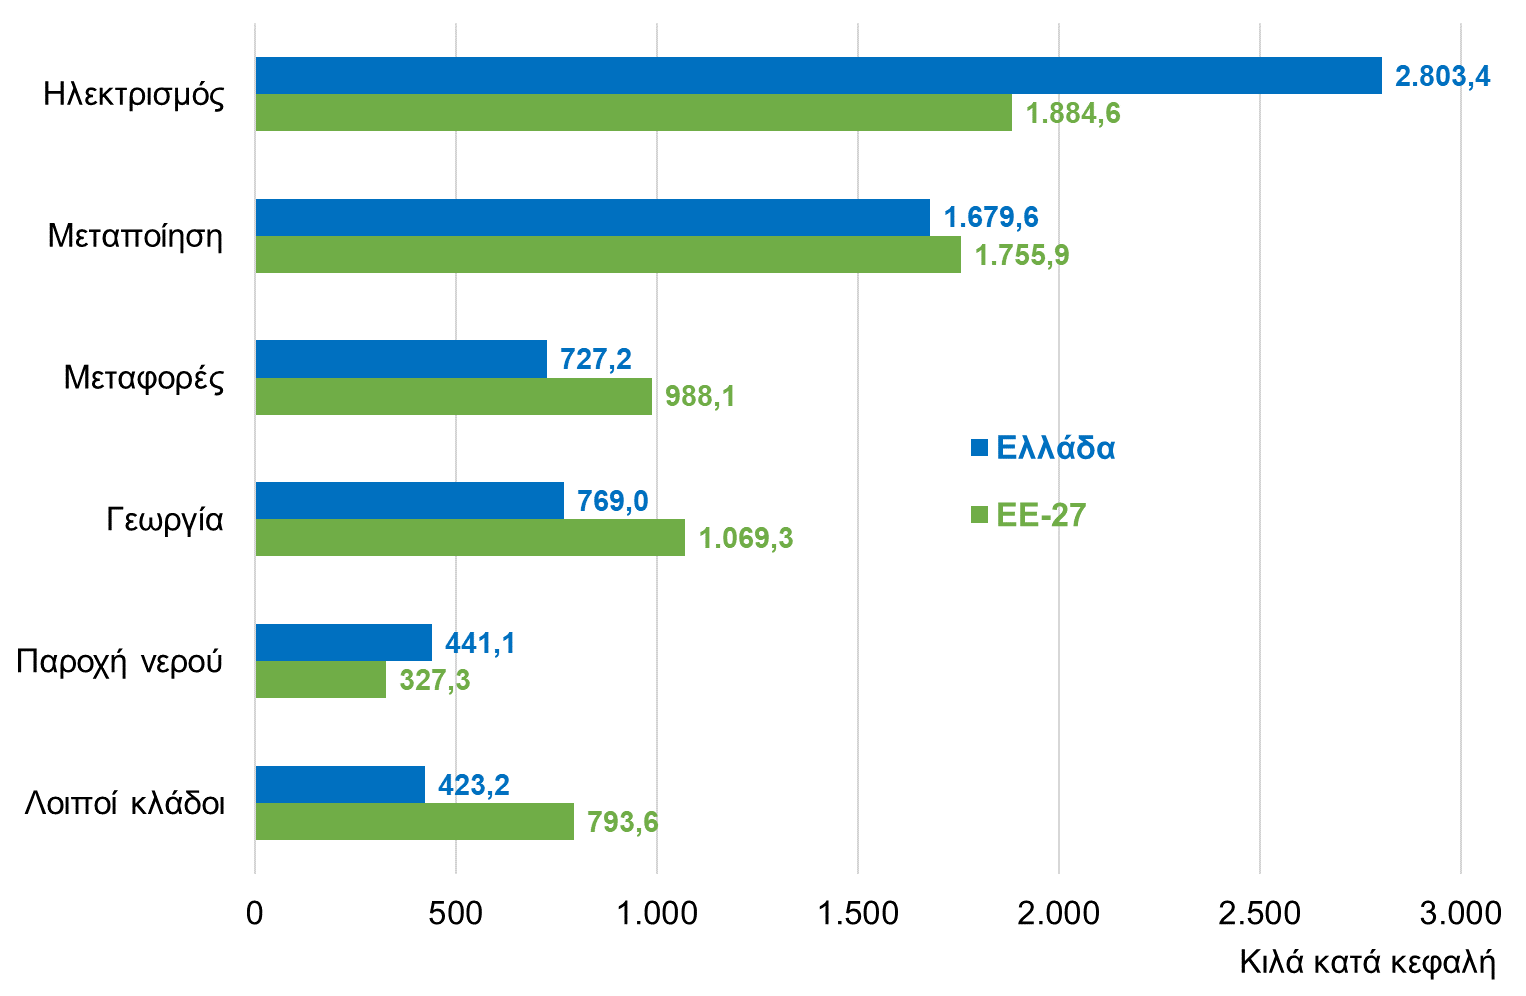 Ηλεκτρισμός
2.803,4
1.884,6
Μεταποίηση
1.679,6
1.755,9
Μεταφορές
727,2
988,1
Ελλάδα
ΕΕ-27
Γεωργία
769,0
1.069,3
Παροχή νερού
441,1
327,3
Λοιποί κλάδοι
423,2
793,6
0 500 1.000 1.500 2.000 2.500 3.000
Κιλά κατά κεφαλή